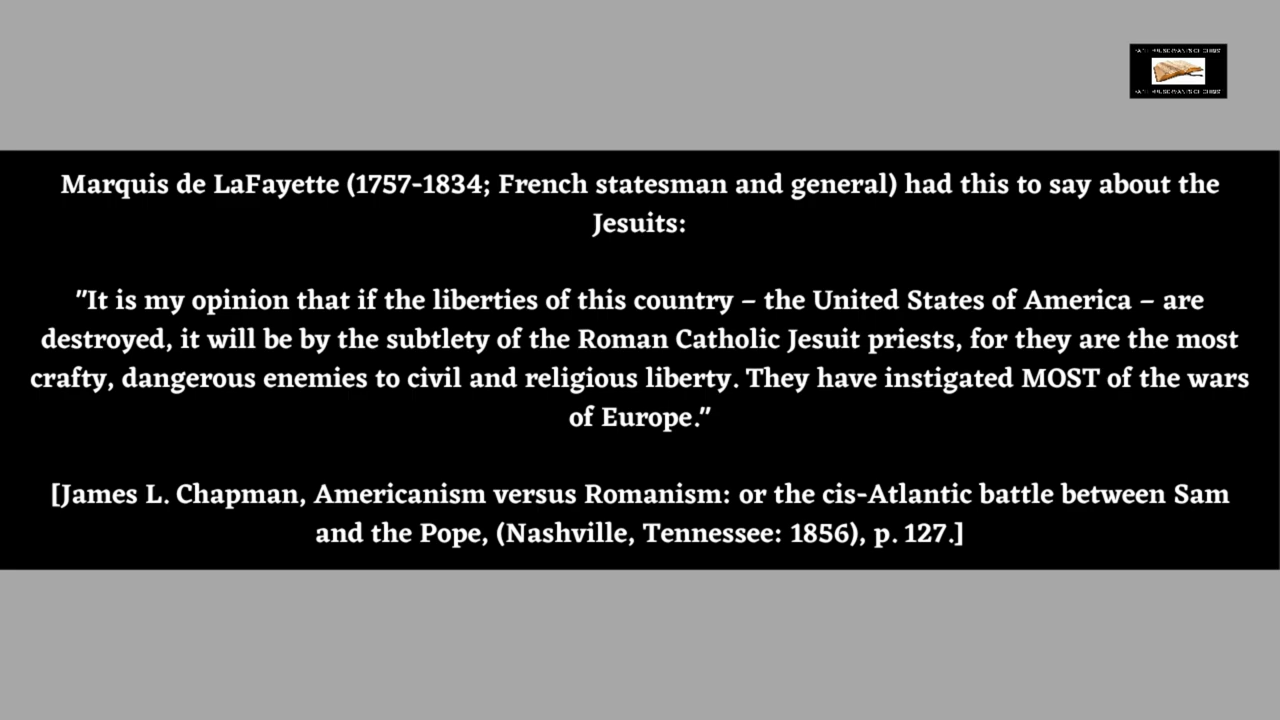 Marquis de LaFayette (1757-1834; French statesman and general) had this to say about the
Jesuits:
"It is my opinion that if the liberties of this country – the United States of America – are
destroyed, it will be by the subtlety of the Roman Catholic Jesuit priests, for they are the most
crafty, dangerous enemies to civil and religious liberty. They have instigated MOST of the wars
of Europe."
[James L. Chapman, Americanism versus Romanism: or the cis-Atlantic battle between Sam
and the Pope, (Nashville, Tennessee: 1856), p. 127.]